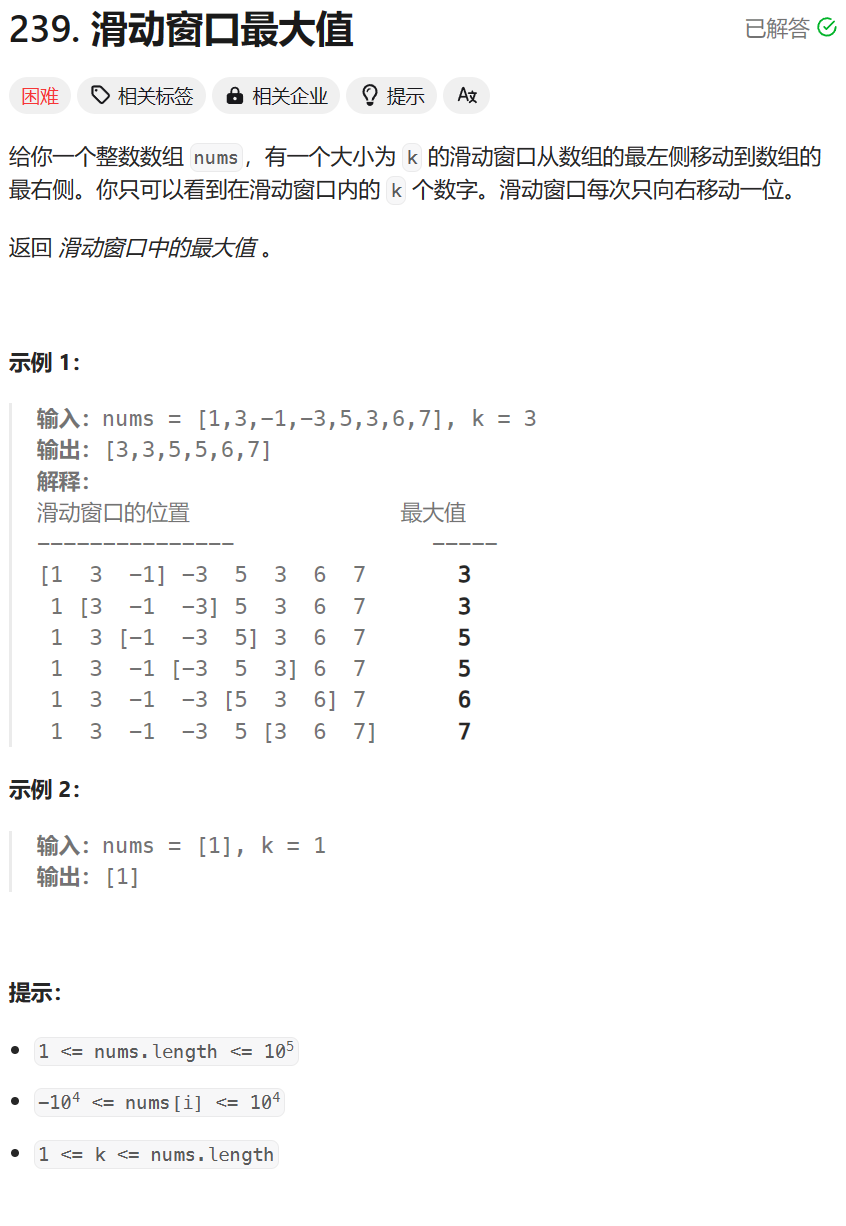 239. 滑动窗口最大值
已解答
困难 相关标签 相关企业 提示 Aあ
给你一个整数数组 nums，有一个大小为 k 的滑动窗口从数组的最左侧移动到数组的
最右侧。你只可以看到在滑动窗口内的 k 个数字。滑动窗口每次只向右移动一位。
返回 滑动窗口中的最大值 。
示例 1：
输入：nums = [1,3,-1,-3,5,3,6,7], k = 3
输出：[3,3,5,5,6,7]
解释：
滑动窗口的位置 最大值
--------------- -----
[1 3 -1] -3 5 3 6 7 3
1 [3 -1 -3] 5 3 6 7 3
1 3 [-1 -3 5] 3 6 7 5
1 3 -1 [-3 5 3] 6 7 5
1 3 -1 -3 [5 3 6] 7 6
1 3 -1 -3 5 [3 6 7] 7
示例 2：
输入：nums = [1], k = 1
输出：[1]
提示：
• 1 <= nums.length <= 10⁵
• -10⁴ <= nums[i] <= 10⁴
• 1 <= k <= nums.length